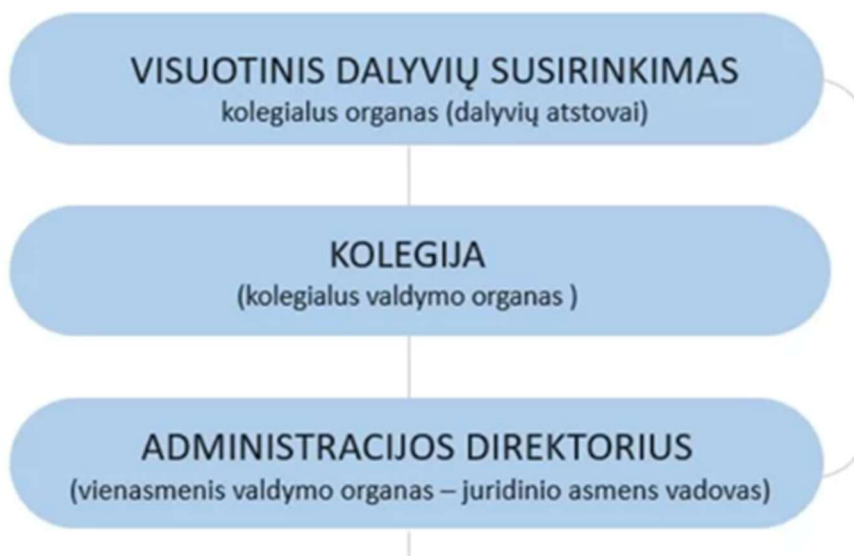 VISUOTINIS DALYVIŲ SUSIRINKIMAS
kolegialus organas (dalyvių atstovai)
KOLEGIJA
(kolegialus valdymo organas )
ADMINISTRACIJOS DIREKTORIUS
(vienasmenis valdymo organas – juridinio asmens vadovas)